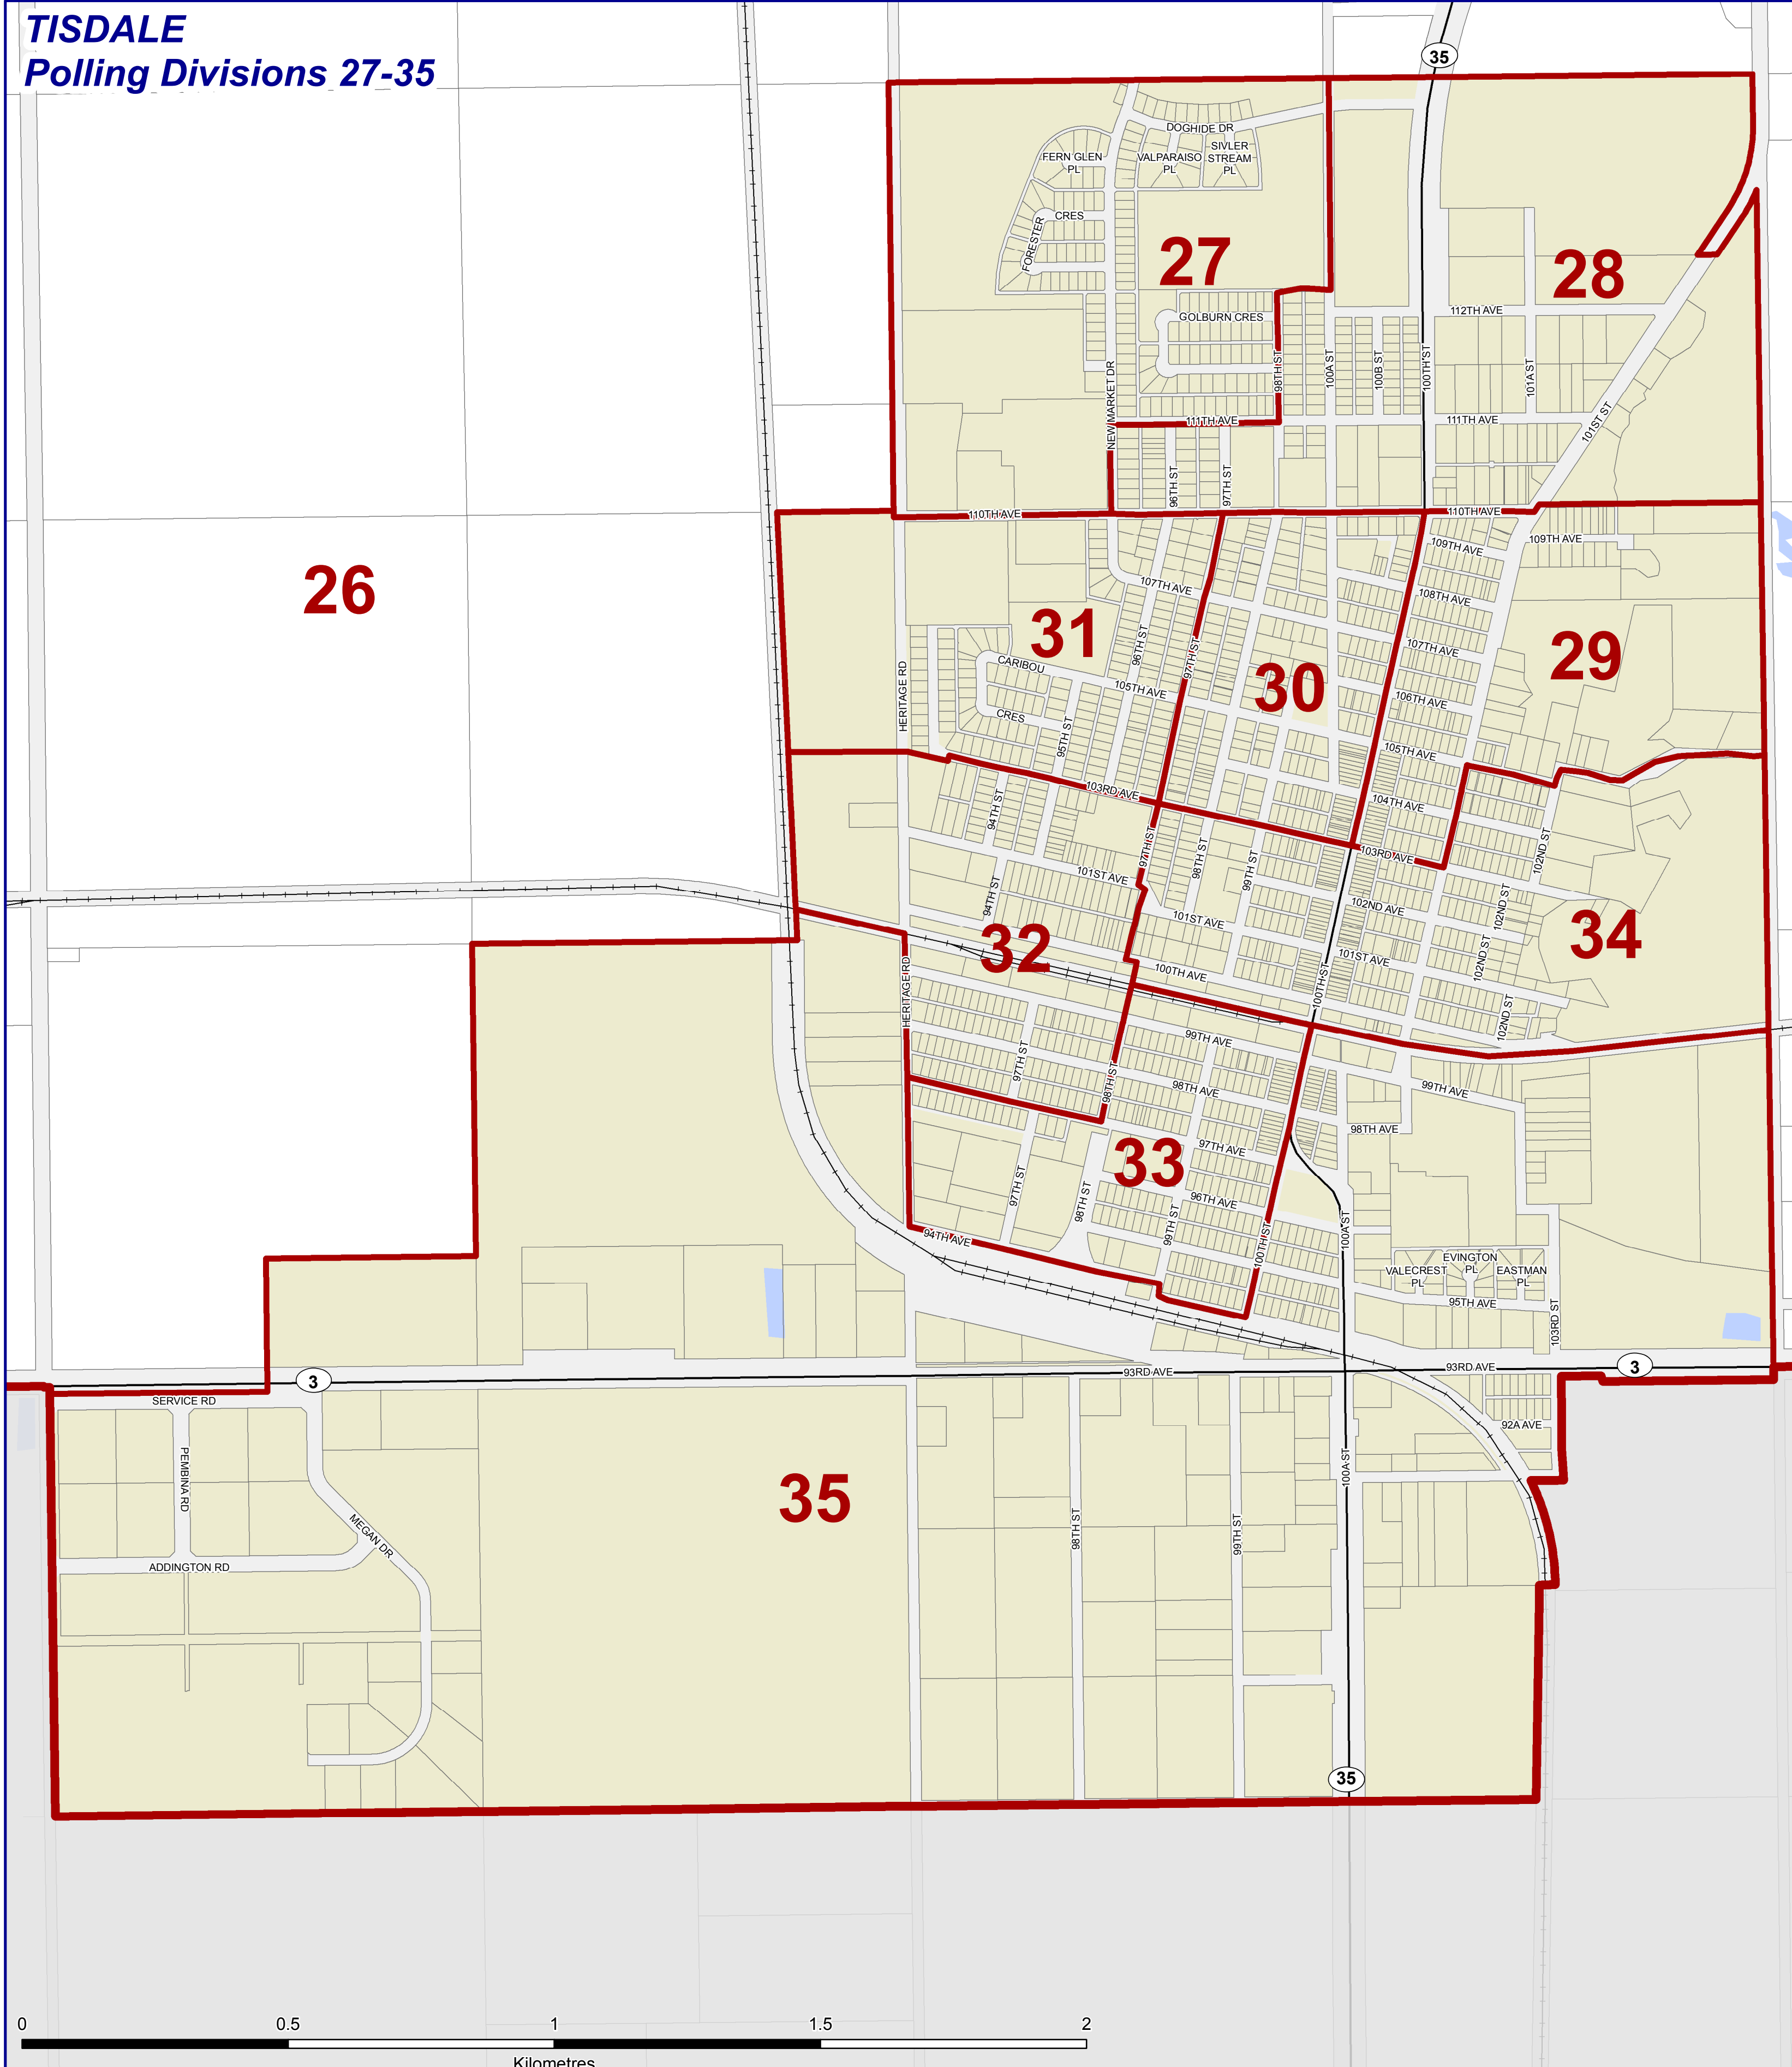 TISDALE
Polling Divisions 27-35
35
DOGHIDE DR
FERN GLEN
PL
VALPARAISO
PL
SIVLER
STREAM
PL
CRES
FORESTER
27
28
GOLBURN CRES
112TH AVE
NEW MARKET DR
98TH ST
100A ST
100B ST
100TH ST
101A ST
111TH AVE
111TH AVE
101ST ST
96TH ST
97TH ST
110TH AVE
110TH AVE
109TH AVE
109TH AVE
26
107TH AVE
108TH AVE
31
96TH ST
97TH ST
107TH AVE
29
30
CARIBOU
HERITAGE RD
105TH AVE
106TH AVE
CRES
95TH ST
105TH AVE
103RD AVE
94TH ST
104TH AVE
97TH ST
98TH ST
99TH ST
103RD AVE
102ND ST
101ST AVE
94TH ST
101ST AVE
102ND AVE
102ND ST
34
32
HERITAGE RD
100TH AVE
100TH ST
101ST AVE
102ND ST
102ND ST
99TH AVE
97TH ST
98TH ST
98TH AVE
99TH AVE
98TH AVE
33
97TH AVE
97TH ST
98TH ST
96TH AVE
99TH ST
100TH ST
100A ST
94TH AVE
VALECREST
PL
EVINGTON
PL
EASTMAN
PL
95TH AVE
103RD ST
3
93RD AVE
93RD AVE
3
SERVICE RD
92A AVE
PEMBINA RD
100A ST
35
MEGAN DR
98TH ST
99TH ST
ADDINGTON RD
35
0 0.5 1 1.5 2
Kilometres